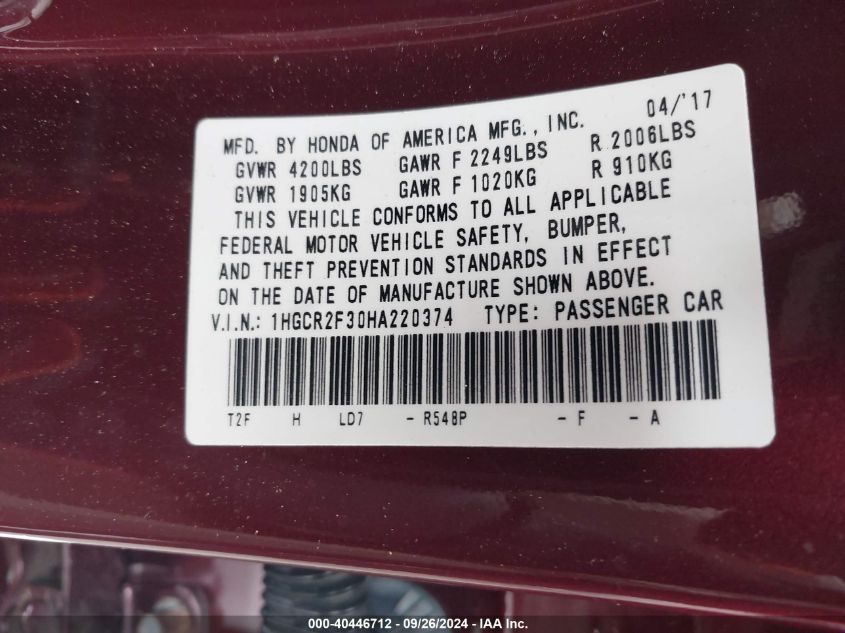 04/'17
MFD. BY HONDA OF AMERICA MFG., INC.
GVWR 4200LBS GAWR F 2249LBS R 2006LBS
GVWR 1905KG GAWR F 1020KG R 910KG
THIS VEHICLE CONFORMS TO ALL APPLICABLE
FEDERAL MOTOR VEHICLE SAFETY, BUMPER,
AND THEFT PREVENTION STANDARDS IN EFFECT
ON THE DATE OF MANUFACTURE SHOWN ABOVE.
V.I.N.: 1HGCR2F30HA220374 TYPE: PASSENGER CAR
T2F H LD7 - R548P - F - A
000-40446712 - 09/26/2024 - IAA Inc.